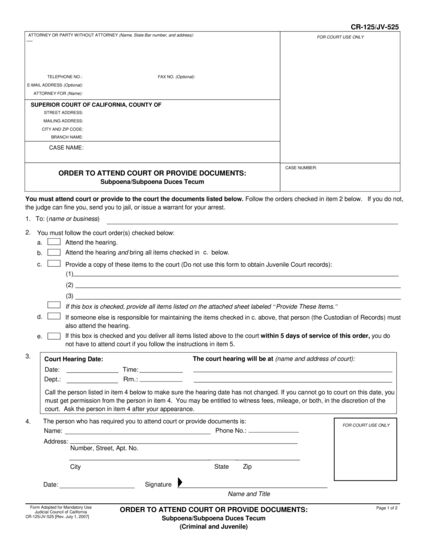 CR-125/JV-525
ATTORNEY OR PARTY WITHOUT ATTORNEY (Name, State Bar number, and address):
FOR COURT USE ONLY
TELEPHONE NO.:
FAX NO. (Optional):
E-MAIL ADDRESS (Optional):
ATTORNEY FOR (Name):
SUPERIOR COURT OF CALIFORNIA, COUNTY OF
STREET ADDRESS:
MAILING ADDRESS:
CITY AND ZIP CODE:
BRANCH NAME:
CASE NAME:
ORDER TO ATTEND COURT OR PROVIDE DOCUMENTS:
Subpoena/Subpoena Duces Tecum
CASE NUMBER:
You must attend court or provide to the court the documents listed below. Follow the orders checked in item 2 below. If you do not,
the judge can fine you, send you to jail, or issue a warrant for your arrest.
1. To: (name or business)
2. You must follow the court order(s) checked below:
a. Attend the hearing.
b. Attend the hearing and bring all items checked in c. below.
c. Provide a copy of these items to the court (Do not use this form to obtain Juvenile Court records):
(1)
(2)
(3)
If this box is checked, provide all items listed on the attached sheet labeled "Provide These Items."
d. If someone else is responsible for maintaining the items checked in c. above, that person (the Custodian of Records) must
also attend the hearing.
e. If this box is checked and you deliver all items listed above to the court within 5 days of service of this order, you do
not have to attend court if you follow the instructions in item 5.
3. Court Hearing Date:
The court hearing will be at (name and address of court):
Date: Time:
Dept.: Rm.:
Call the person listed in item 4 below to make sure the hearing date has not changed. If you cannot go to court on this date, you
must get permission from the person in item 4. You may be entitled to witness fees, mileage, or both, in the discretion of the
court. Ask the person in item 4 after your appearance.
4. The person who has required you to attend court or provide documents is:
FOR COURT USE ONLY
Name: Phone No.:
Address:
Number, Street, Apt. No.
City State Zip
Date: Signature
Name and Title
Form Adopted for Mandatory Use
Judicial Council of California
CR-125/JV-525 [Rev. July 1, 2007]
ORDER TO ATTEND COURT OR PROVIDE DOCUMENTS:
Subpoena/Subpoena Duces Tecum
(Criminal and Juvenile)
Page 1 of 2